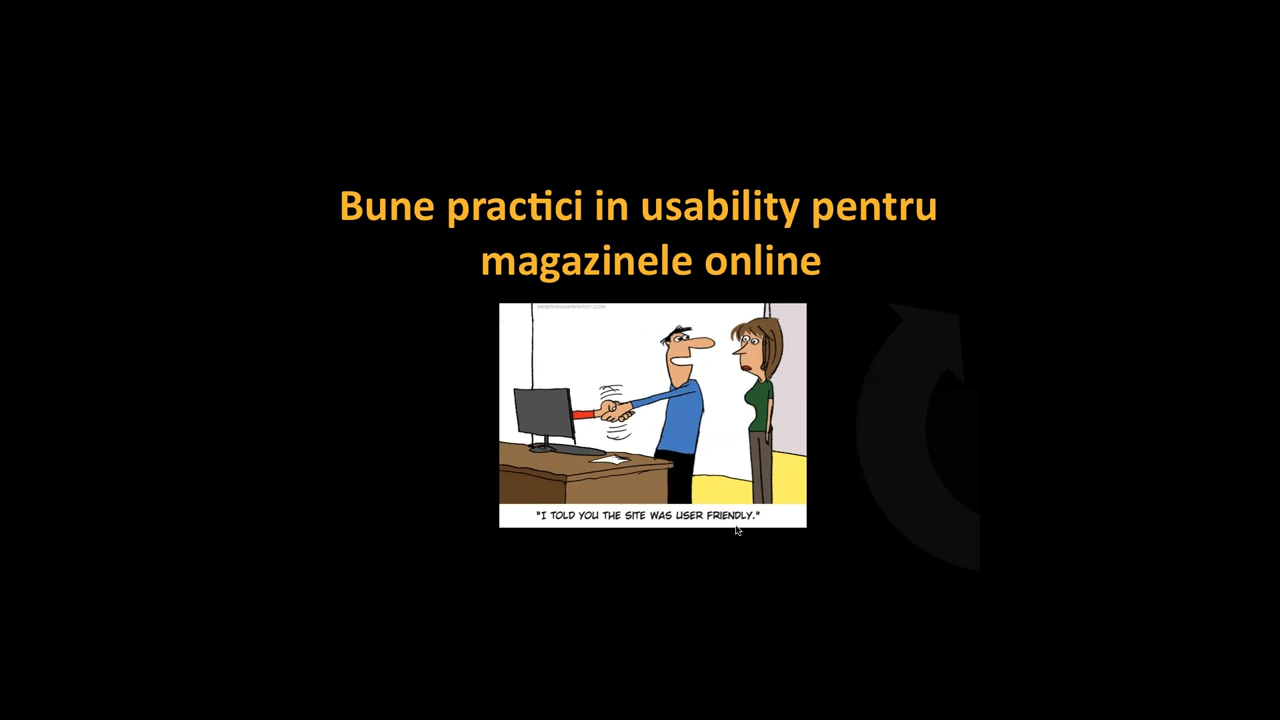 Bune practici in usability pentru
magazinele online
"I TOLD YOU THE SITE WAS USER FRIENDLY."